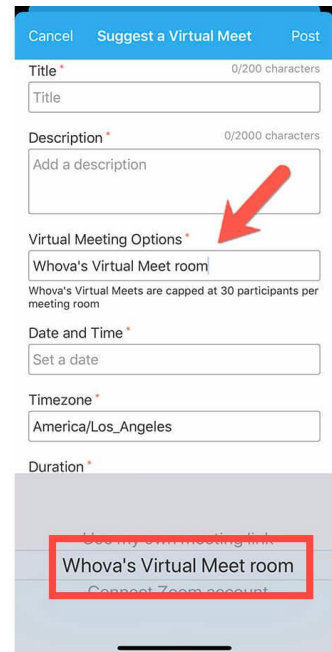 Cancel Suggest a Virtual Meet Post
Title * 0/200 characters
Title
Description * 0/2000 characters
Add a description
Virtual Meeting Options *
Whova's Virtual Meet room
Whova's Virtual Meets are capped at 30 participants per
meeting room
Date and Time *
Set a date
Timezone *
America/Los_Angeles
Duration *
Use my own meeting link
Whova's Virtual Meet room
Connect Zoom account